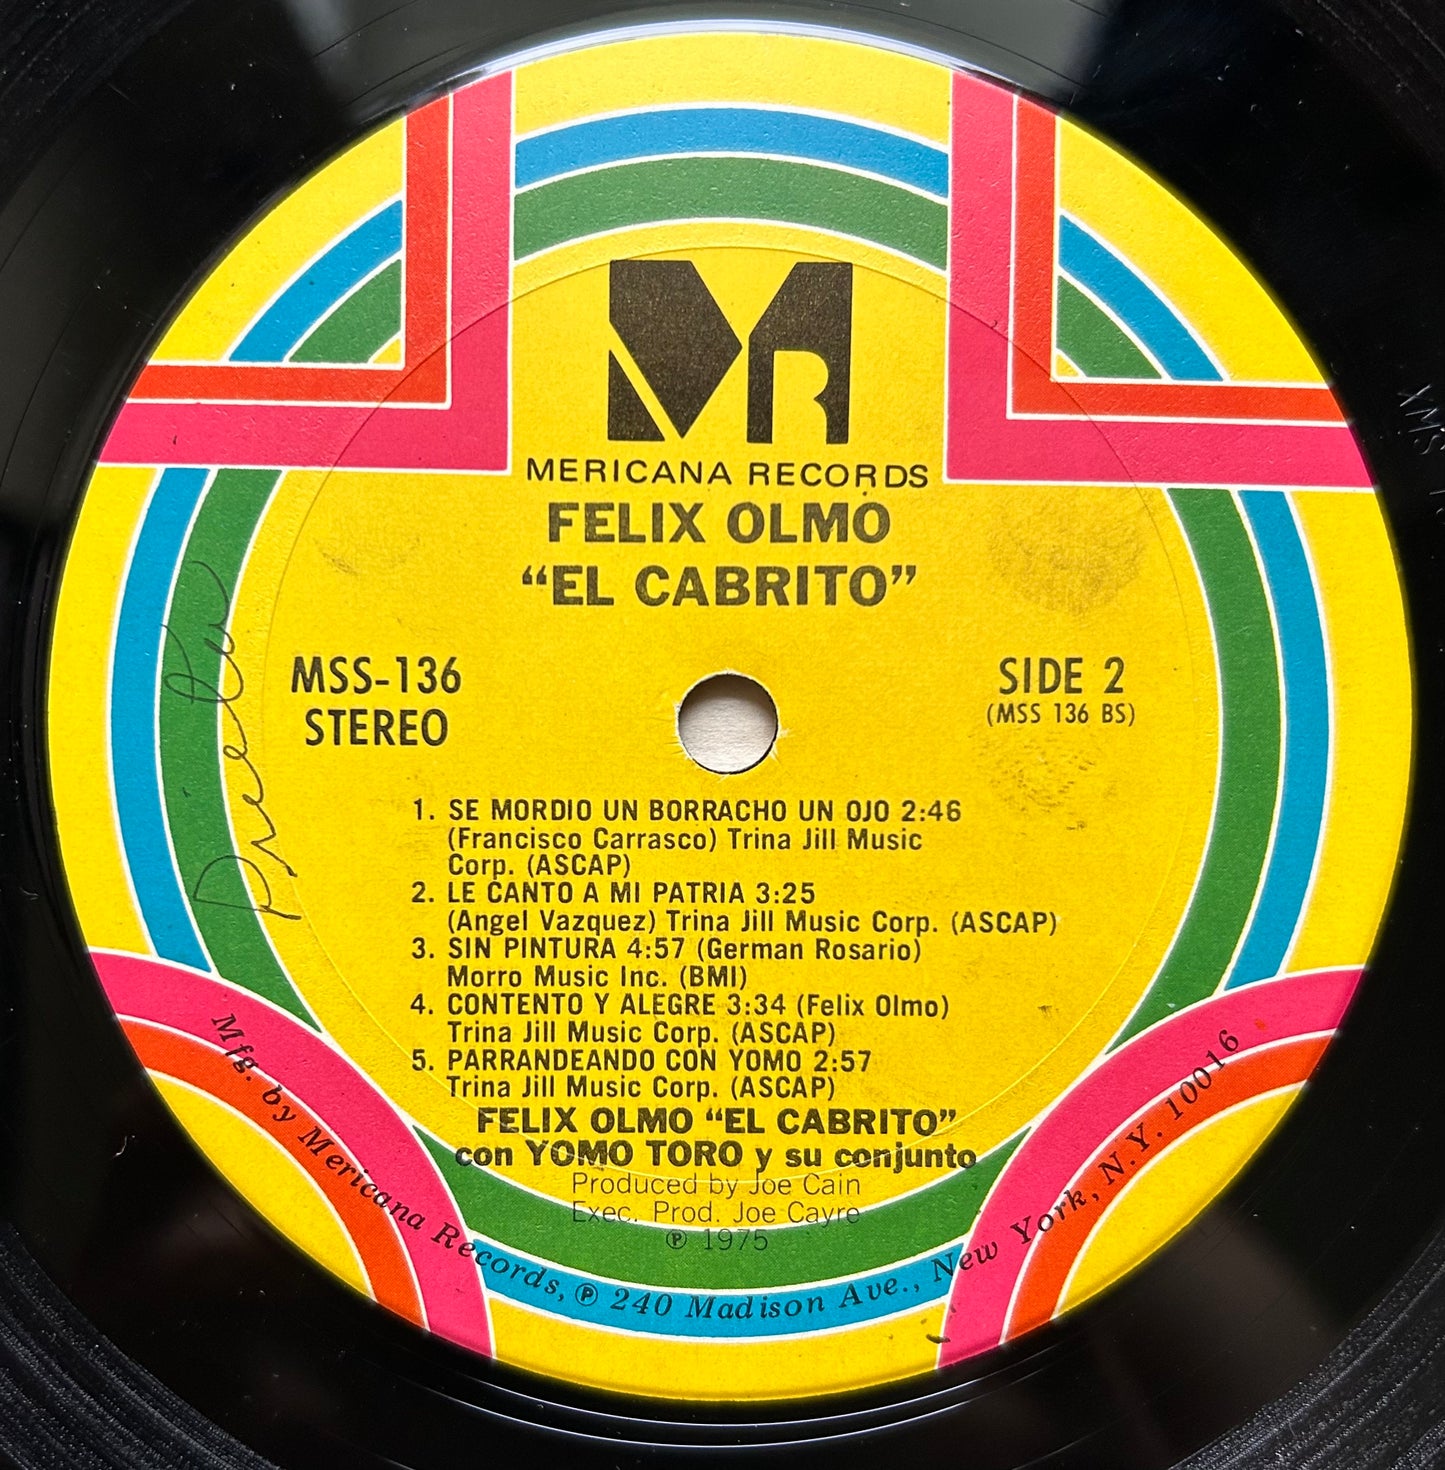 MR
MERICANA RECORDS
FELIX OLMO
“EL CABRITO”
MSS-136
STEREO
SIDE 2
(MSS 136 BS)
Prieto
1. SE MORDIO UN BORRACHO UN OJO 2:46
(Francisco Carrasco) Trina Jill Music
Corp. (ASCAP)
2. LE CANTO A MI PATRIA 3:25
(Angel Vazquez) Trina Jill Music Corp. (ASCAP)
3. SIN PINTURA 4:57 (German Rosario)
Morro Music Inc. (BMI)
4. CONTENTO Y ALEGRE 3:34 (Felix Olmo)
Trina Jill Music Corp. (ASCAP)
5. PARRANDEANDO CON YOMO 2:57
Trina Jill Music Corp. (ASCAP)
FELIX OLMO “EL CABRITO”
con YOMO TORO y su conjunto
Produced by Joe Cain
Exec. Prod. Joe Cayre
℗ 1975
Mfg. by Mericana Records, ℗ 240 Madison Ave., New York, N.Y. 10016